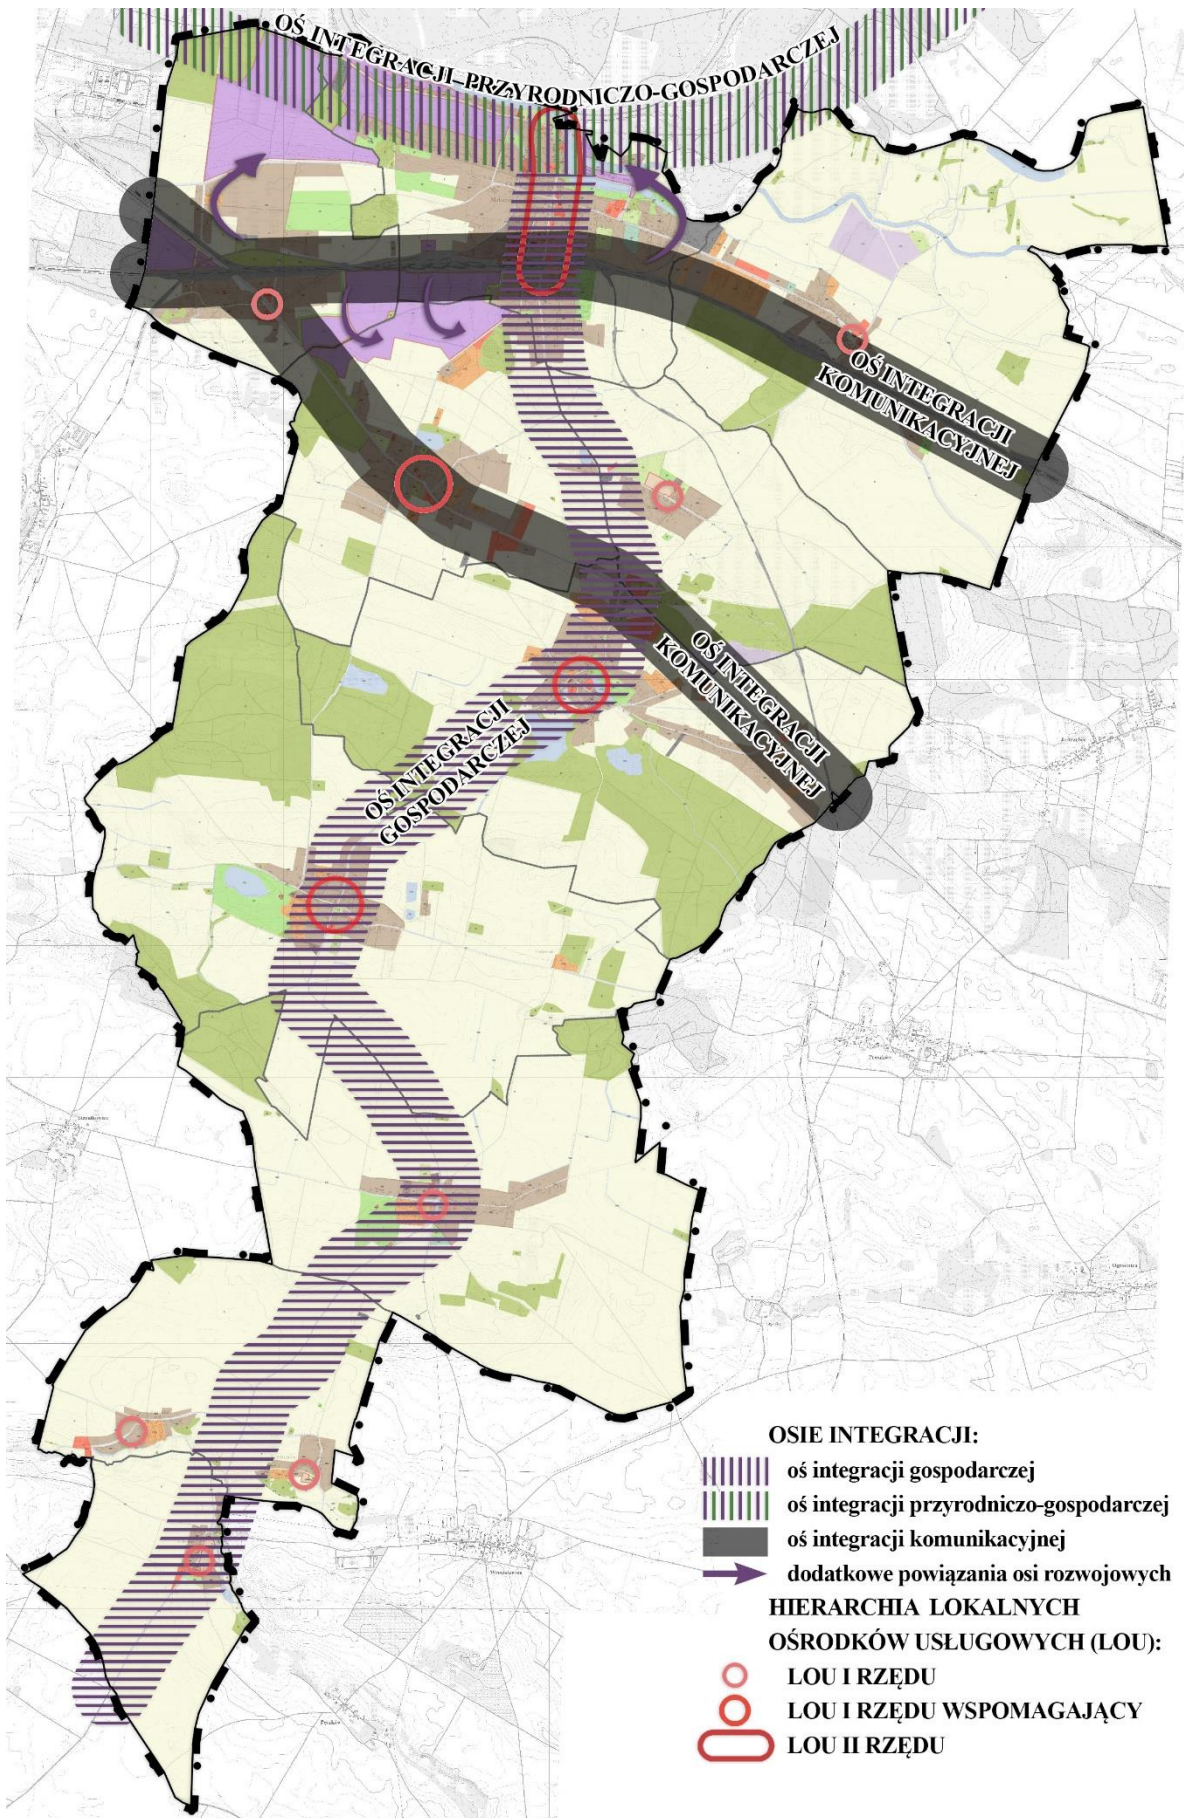 OŚ INTEGRACJI PRZYRODNICZO-GOSPODARCZEJ
OŚ INTEGRACJI
KOMUNIKACYJNEJ
OŚ INTEGRACJI
KOMUNIKACYJNEJ
OŚ INTEGRACJI
GOSPODARCZEJ
OSIE INTEGRACJI:
oś integracji gospodarczej
oś integracji przyrodniczo-gospodarczej
oś integracji komunikacyjnej
dodatkowe powiązania osi rozwojowych
HIERARCHIA LOKALNYCH
OŚRODKÓW USŁUGOWYCH (LOU):
LOU I RZĘDU
LOU I RZĘDU WSPOMAGAJĄCY
LOU II RZĘDU